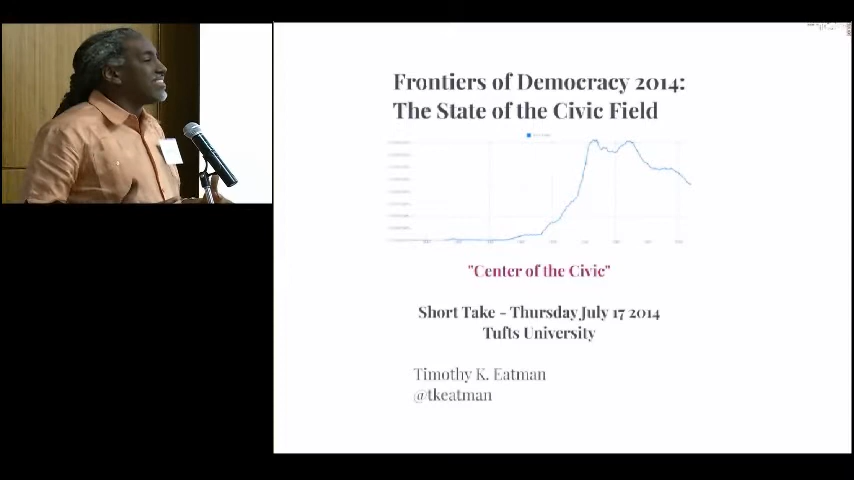 Frontiers of Democracy 2014:
The State of the Civic Field
"Center of the Civic"
Short Take - Thursday July 17 2014
Tufts University
Timothy K. Eatman
@tkeatman